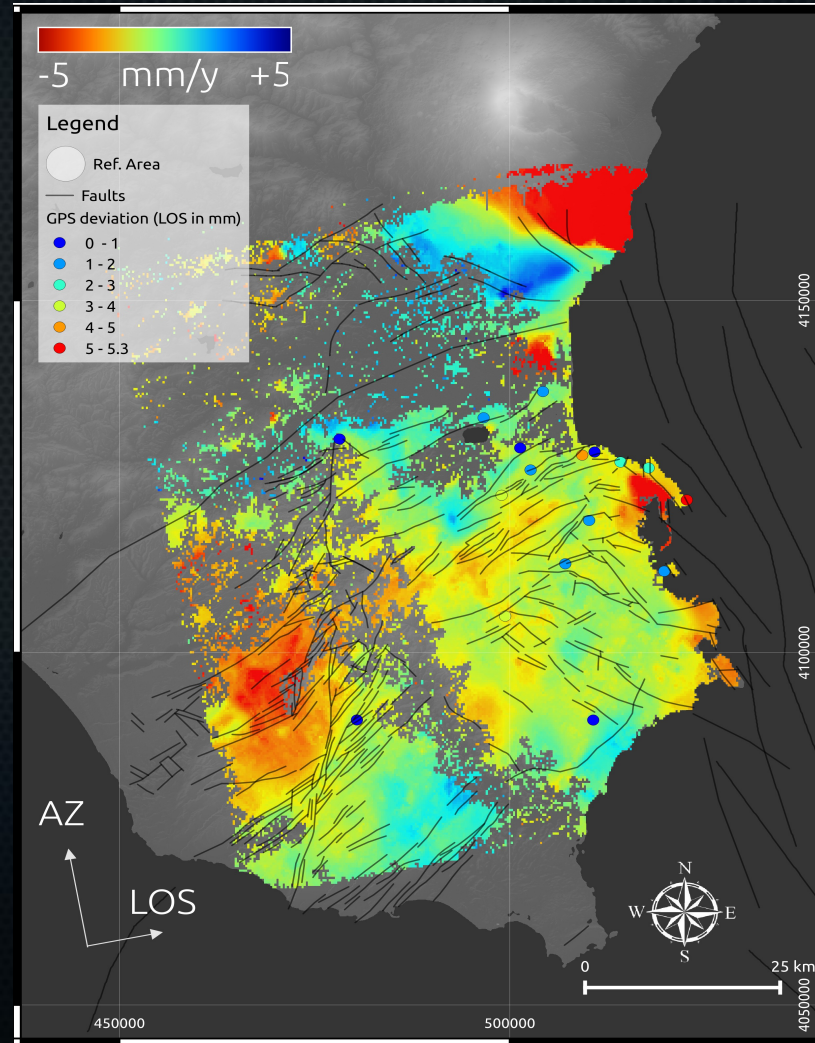 -5 mm/y +5
Legend
Ref. Area
Faults
GPS deviation (LOS in mm)
0 - 1
1 - 2
2 - 3
3 - 4
4 - 5
5 - 5.3
4150000
4100000
AZ
LOS
N
W E
S
0 25 km
4050000
450000 500000